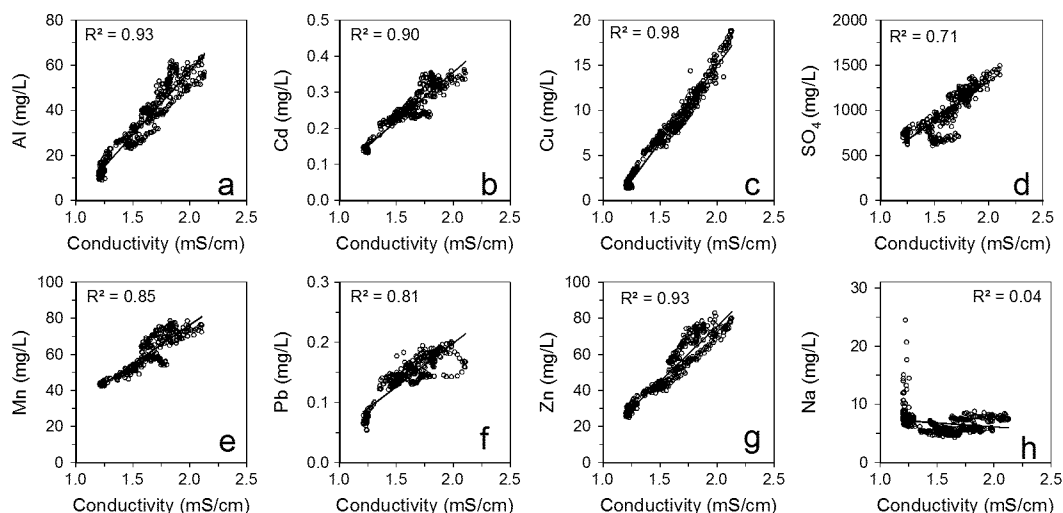 R² = 0.93
Al (mg/L)
80
60
40
20
0
a
1.0 1.5 2.0 2.5
Conductivity (mS/cm)
R² = 0.90
Cd (mg/L)
0.5
0.4
0.3
0.2
0.1
0.0
b
1.0 1.5 2.0 2.5
Conductivity (mS/cm)
R² = 0.98
Cu (mg/L)
20
15
10
5
0
c
1.0 1.5 2.0 2.5
Conductivity (mS/cm)
R² = 0.71
SO₄ (mg/L)
2000
1500
1000
500
0
d
1.0 1.5 2.0 2.5
Conductivity (mS/cm)
R² = 0.85
Mn (mg/L)
100
80
60
40
20
0
e
1.0 1.5 2.0 2.5
Conductivity (mS/cm)
R² = 0.81
Pb (mg/L)
0.3
0.2
0.1
0.0
f
1.0 1.5 2.0 2.5
Conductivity (mS/cm)
R² = 0.93
Zn (mg/L)
100
80
60
40
20
0
g
1.0 1.5 2.0 2.5
Conductivity (mS/cm)
R² = 0.04
Na (mg/L)
30
20
10
0
h
1.0 1.5 2.0 2.5
Conductivity (mS/cm)